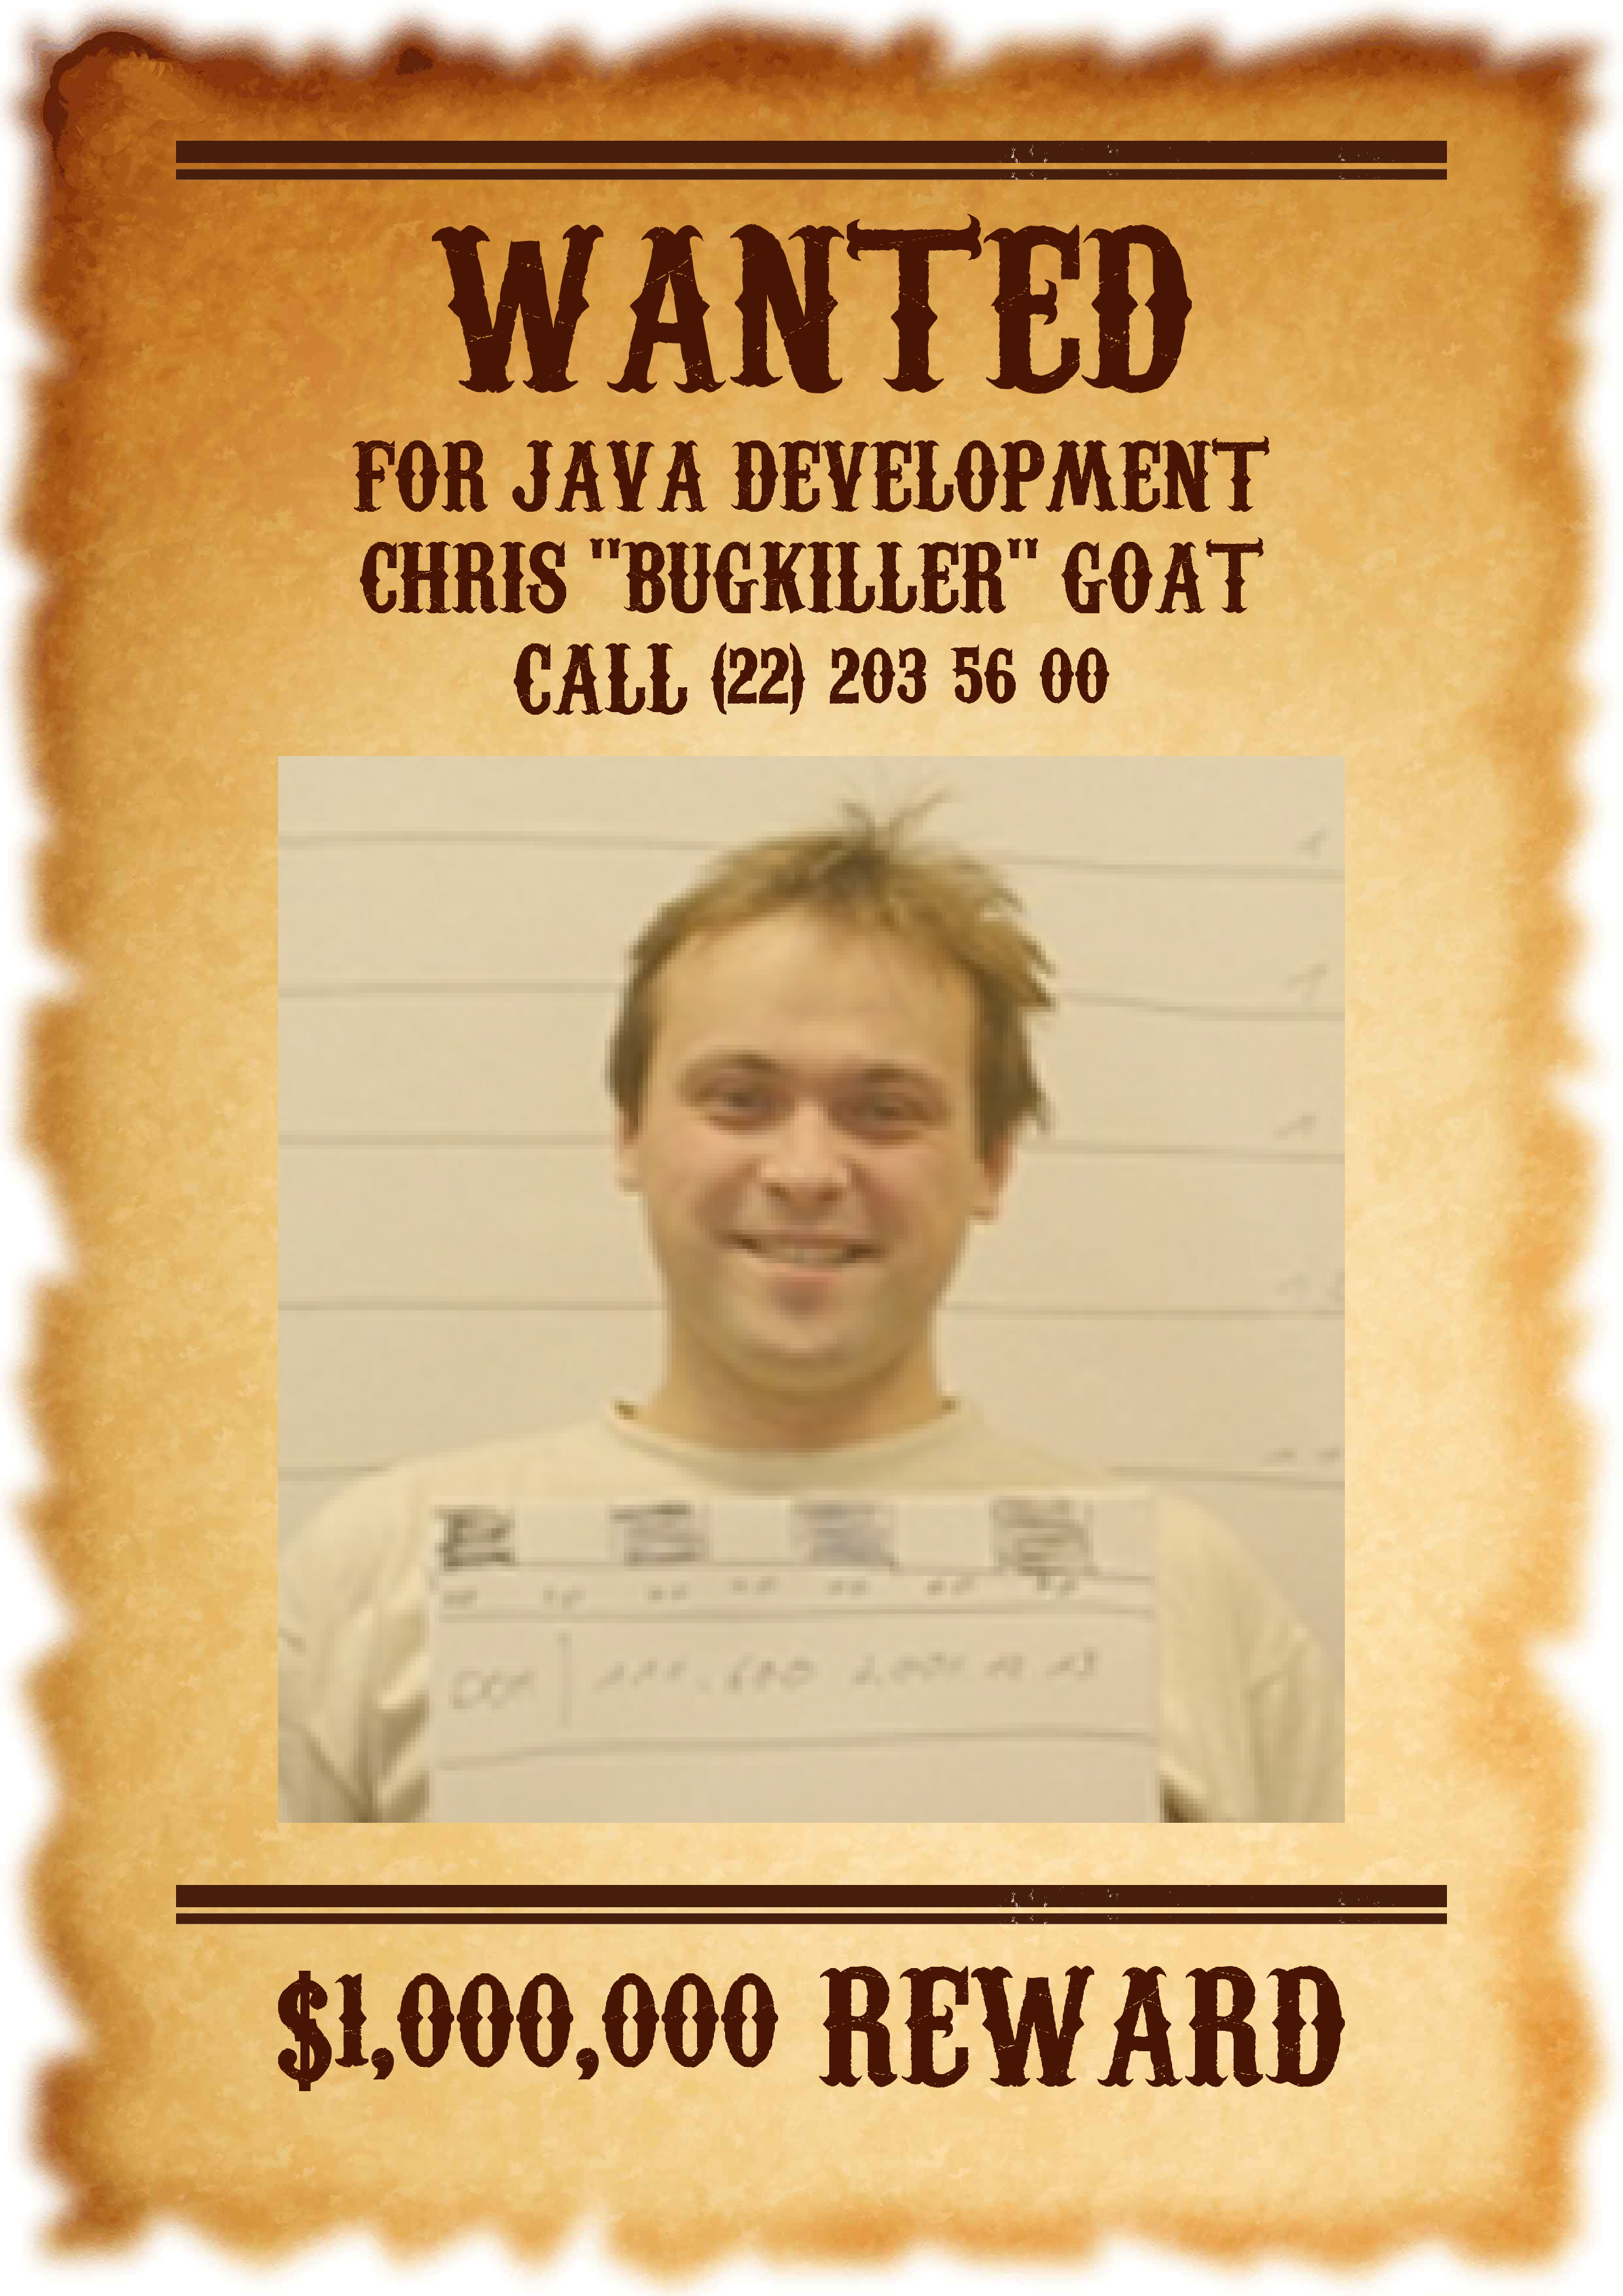 WANTED
FOR JAVA DEVELOPMENT
CHRIS "BUGKILLER" GOAT
CALL (22) 203 56 00
$1,000,000 REWARD